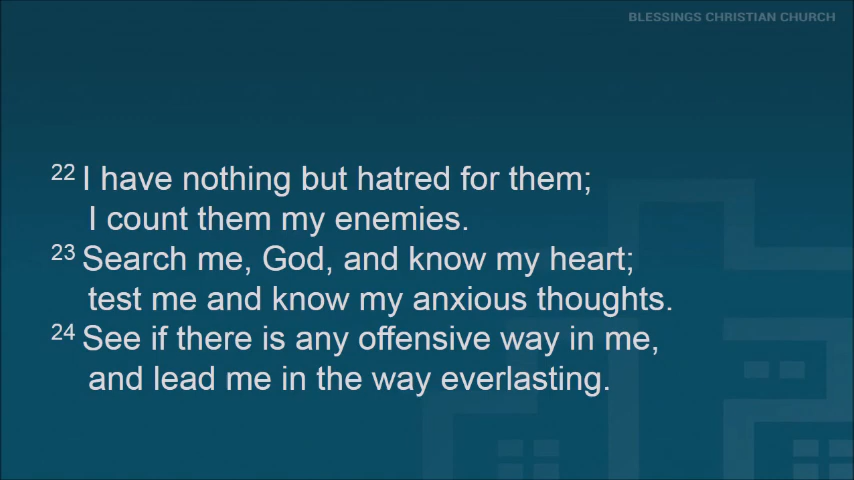 BLESSINGS CHRISTIAN CHURCH
22 I have nothing but hatred for them;
I count them my enemies.
23 Search me, God, and know my heart;
test me and know my anxious thoughts.
24 See if there is any offensive way in me,
and lead me in the way everlasting.